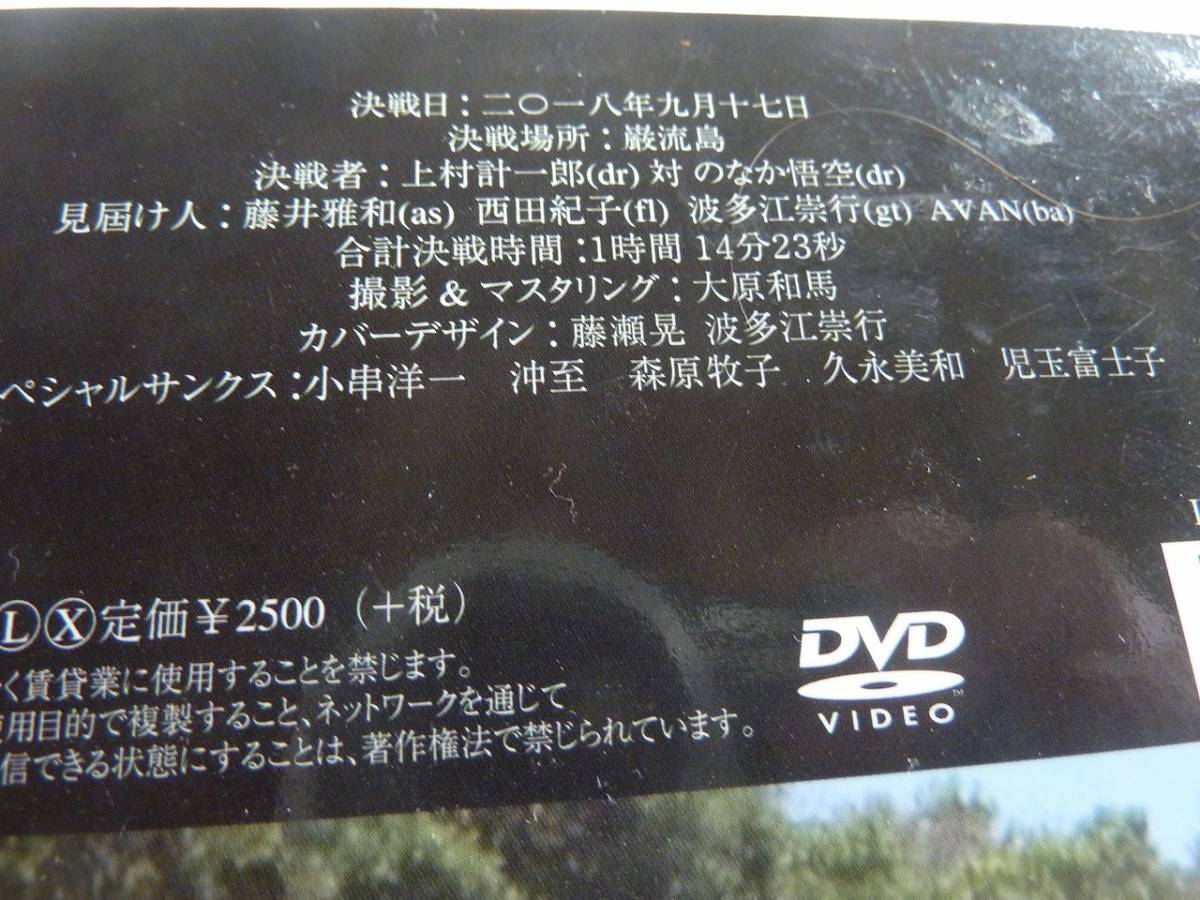 決戦日：二〇一八年九月十七日
決戦場所：巌流島
決戦者：上村計一郎(dr) 対 のなか悟空(dr)
見届け人：藤井雅和(as) 西田紀子(fl) 波多江崇行(gt) AVAN(ba)
合計決戦時間：1時間 14分23秒
撮影 & マスタリング：大原和馬
カバーデザイン：藤瀬晃 波多江崇行
ペシャルサンクス：小串洋一 沖至 森原牧子 久永美和 児玉富士子
Ⓛ Ⓧ 定価￥2500 （+税）
く賃貸業に使用することを禁じます。
使用目的で複製すること、ネットワークを通じて
信できる状態にすることは、著作権法で禁じられています。
DVD
VIDEO